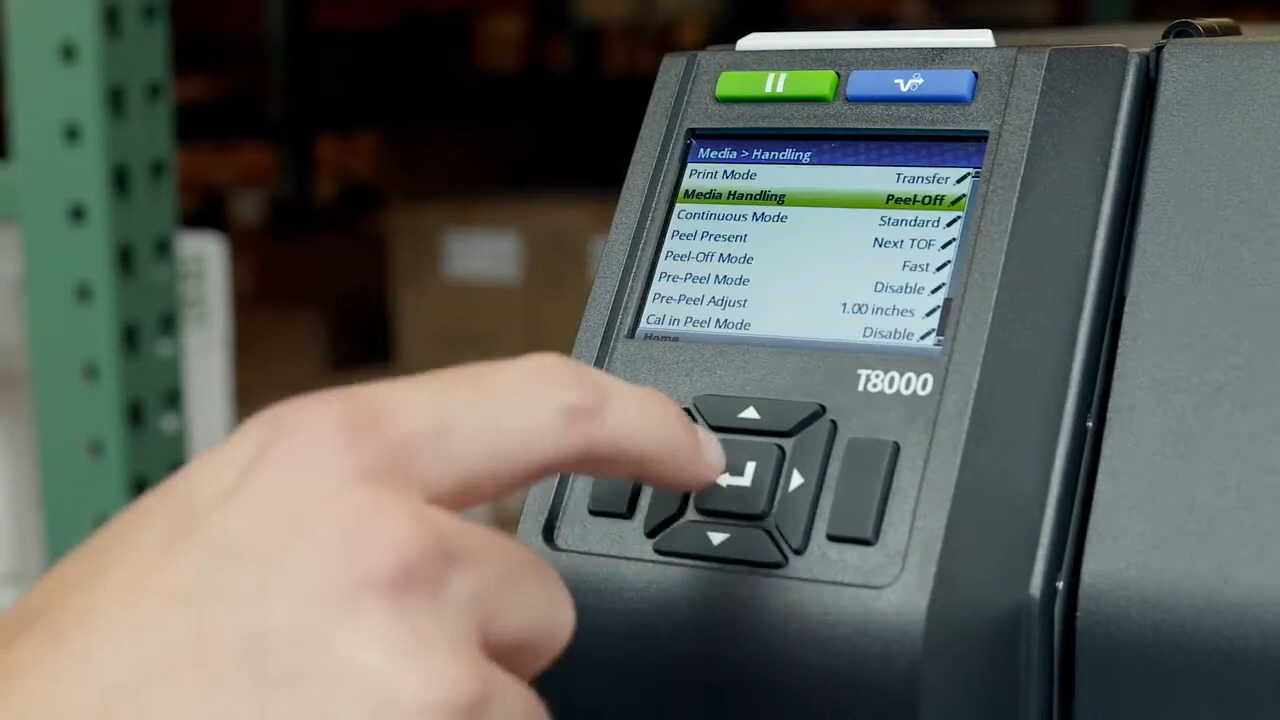 Media > Handling
Print Mode Transfer
Media Handling Peel-Off
Continuous Mode Standard
Peel Present Next TOF
Peel-Off Mode Fast
Pre-Peel Mode Disable
Pre-Peel Adjust 1.00 inches
Cal in Peel Mode Disable
Home
T8000